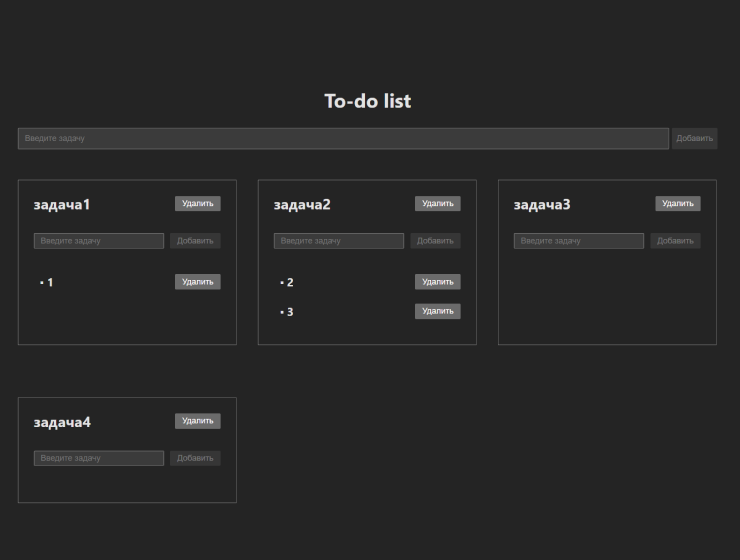 To-do list
Введите задачу Добавить
задача1 Удалить
Введите задачу Добавить
▪ 1 Удалить
задача2 Удалить
Введите задачу Добавить
▪ 2 Удалить
▪ 3 Удалить
задача3 Удалить
Введите задачу Добавить
задача4 Удалить
Введите задачу Добавить